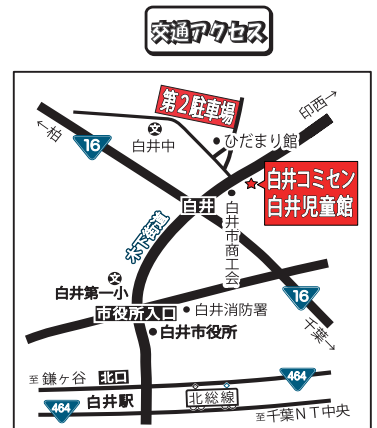 交通アクセス
第２駐車場
印西→
←柏
16
文
白井中
ひだまり館
白井コミセン
白井児童館
白井
白井市商工会
木下街道
文
白井第一小
市役所入口
白井消防署
16
千葉→
白井市役所
至 鎌ヶ谷
北口
464
白井駅
北総線
464
至千葉ＮＴ中央